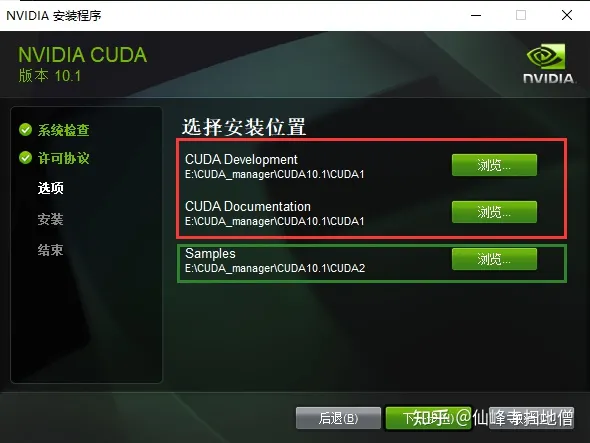 NVIDIA 安装程序
NVIDIA CUDA
版本 10.1
NVIDIA.
系统检查
许可协议
选项
安装
结束
选择安装位置
CUDA Development
E:\CUDA_manager\CUDA10.1\CUDA1
浏览...
CUDA Documentation
E:\CUDA_manager\CUDA10.1\CUDA1
浏览...
Samples
E:\CUDA_manager\CUDA10.1\CUDA2
浏览...
后退(B)
知乎 @仙峰寺扫地僧